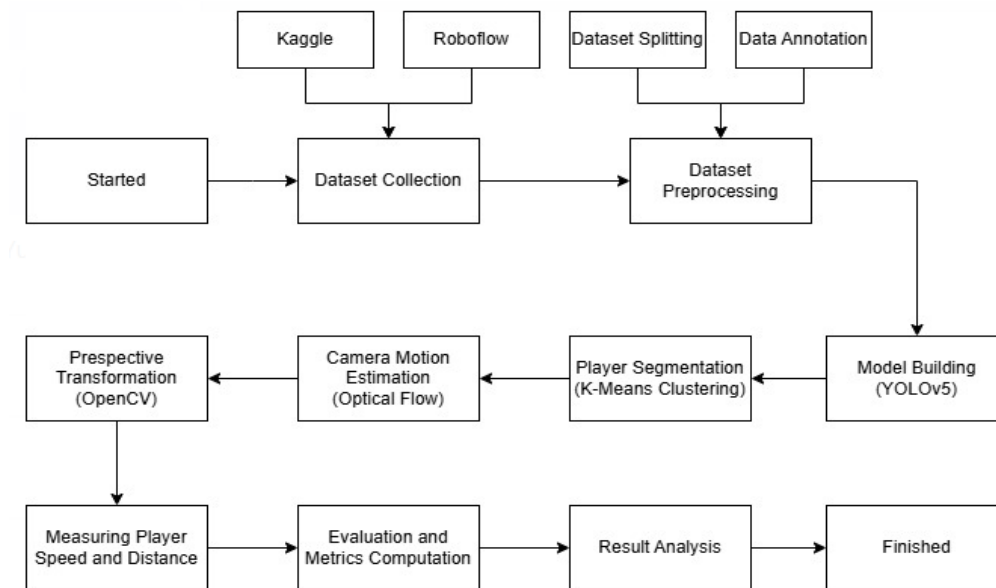 Kaggle
Roboflow
Dataset Splitting
Data Annotation
Started
Dataset Collection
Dataset
Preprocessing
Prespective
Transformation
(OpenCV)
Camera Motion
Estimation
(Optical Flow)
Player Segmentation
(K-Means Clustering)
Model Building
(YOLOv5)
Measuring Player
Speed and Distance
Evaluation and
Metrics Computation
Result Analysis
Finished